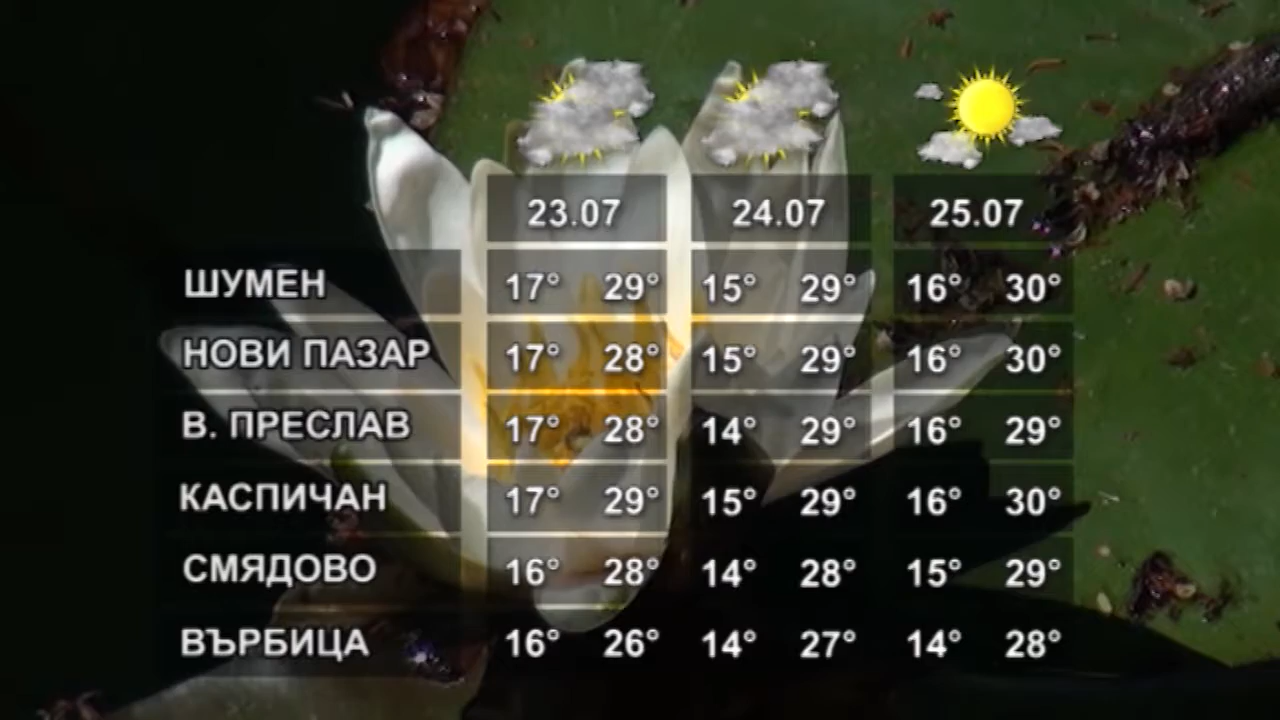 23.07 24.07 25.07
ШУМЕН 17° 29° 15° 29° 16° 30°
НОВИ ПАЗАР 17° 28° 15° 29° 16° 30°
В. ПРЕСЛАВ 17° 28° 14° 29° 16° 29°
КАСПИЧАН 17° 29° 15° 29° 16° 30°
СМЯДОВО 16° 28° 14° 28° 15° 29°
ВЪРБИЦА 16° 26° 14° 27° 14° 28°